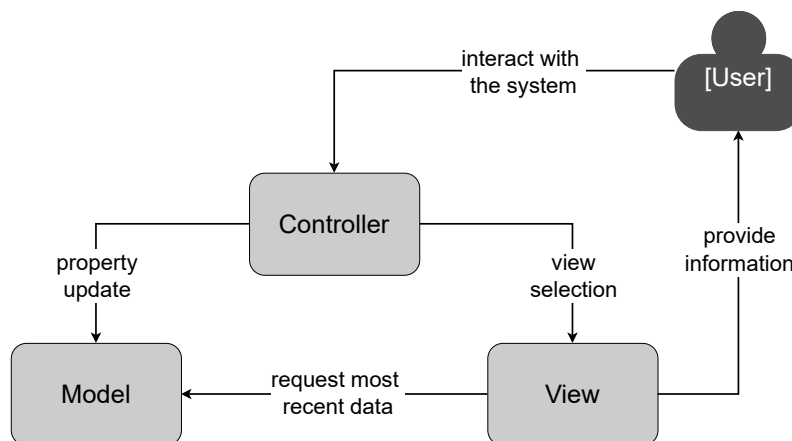 interact with
the system
[User]
Controller
property
update
view
selection
provide
information
Model
request most
recent data
View